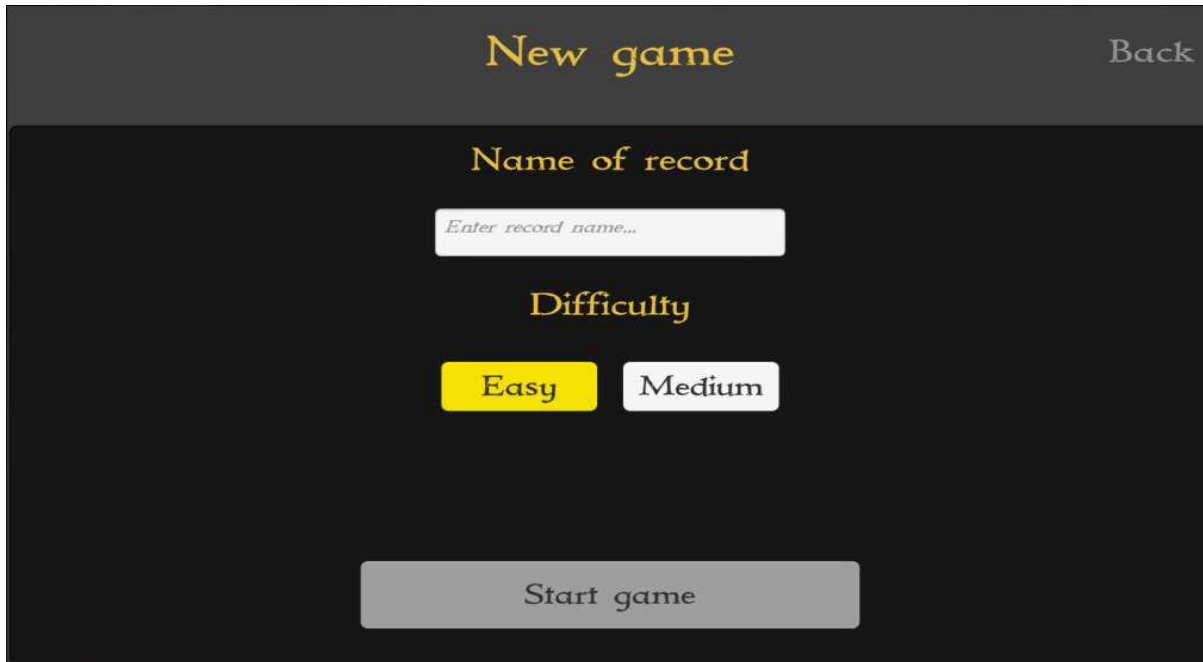 New game
Back
Name of record
Enter record name...
Difficulty
Easy
Medium
Start game